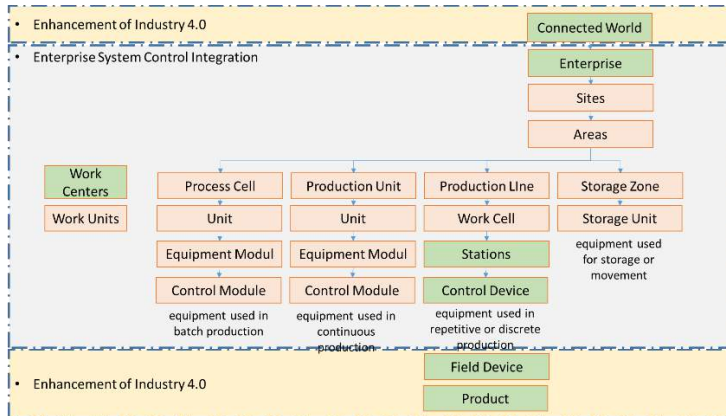 • Enhancement of Industry 4.0
Connected World
• Enterprise System Control Integration
Enterprise
Sites
Areas
Work
Centers
Work Units
Process Cell
Production Unit
Production LIne
Storage Zone
Unit
Unit
Work Cell
Storage Unit
Equipment Modul
Equipment Modul
Stations
equipment used
for storage or
movement
Control Module
Control Module
Control Device
equipment used in
batch production
equipment used in
continuous
production
equipment used in
repetitive or discrete
production
• Enhancement of Industry 4.0
Field Device
Product